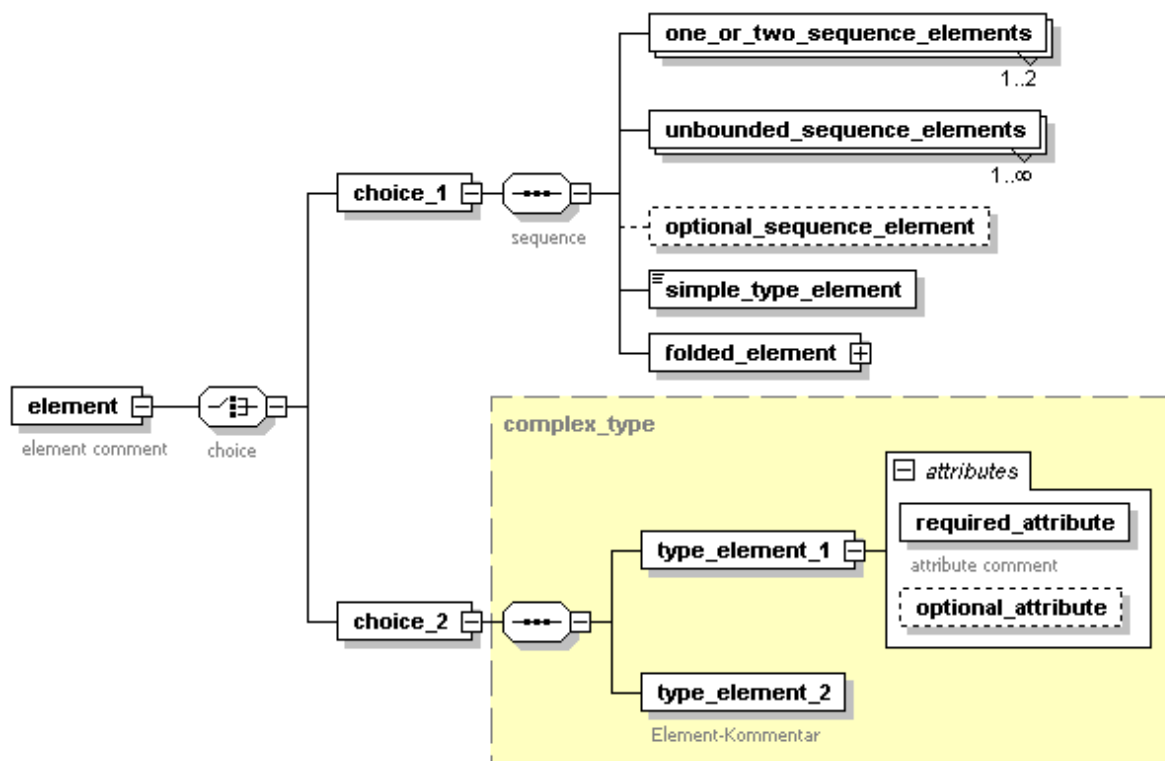 one_or_two_sequence_elements
1..2
unbounded_sequence_elements
1..∞
choice_1
sequence
optional_sequence_element
simple_type_element
folded_element
element
element comment
choice
complex_type
attributes
required_attribute
attribute comment
optional_attribute
type_element_1
choice_2
type_element_2
Element-Kommentar